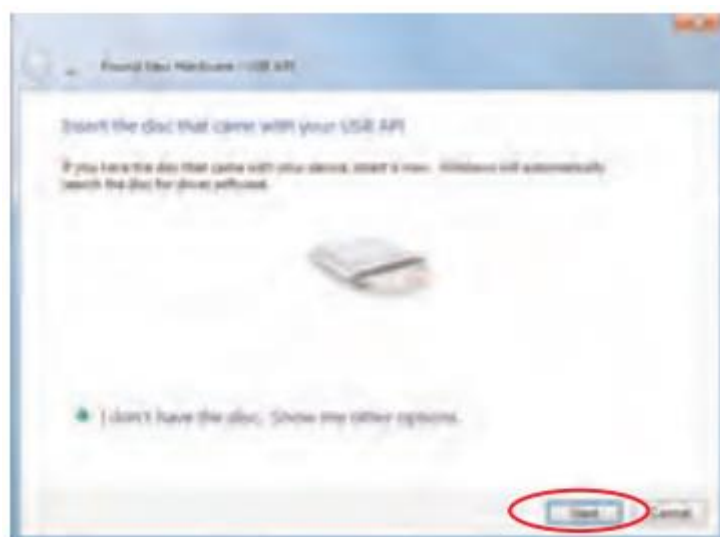 Found New Hardware - USB API
Insert the disc that came with your USB API
If you have the disc that came with your device, insert it now. Windows will automatically
search the disc for driver software.
I don't have the disc. Show me other options.
Next
Cancel